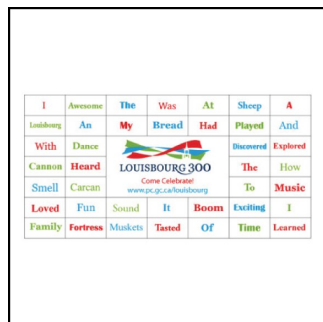 I Awesome The Was At Sheep A
Louisbourg An My Bread Had Played And
With Dance Discovered Explored
Cannon Heard LOUISBOURG 300 The How
Come Celebrate!
Smell Carcan www.pc.gc.ca/louisbourg To Music
Loved Fun Sound It Boom Exciting I
Family Fortress Muskets Tasted Of Time Learned